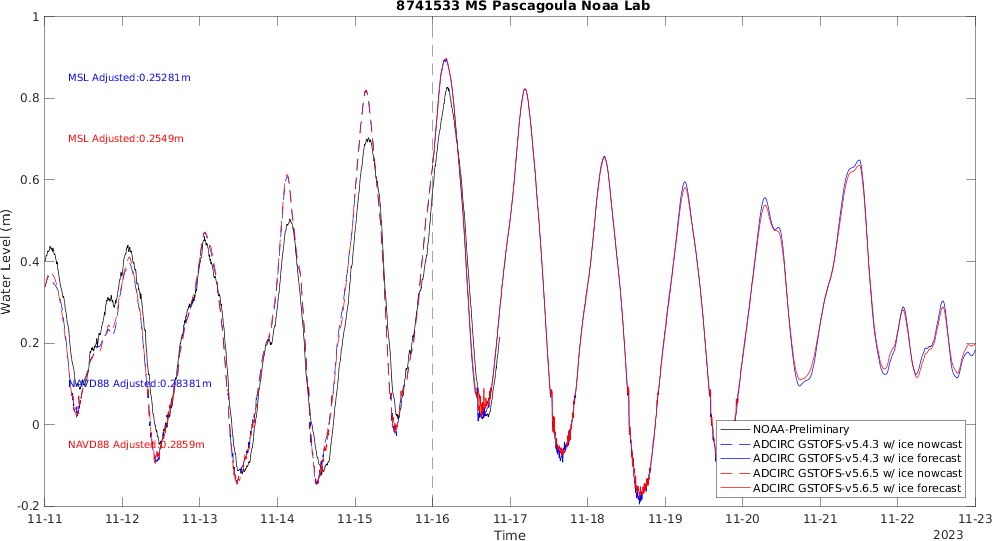 8741533 MS Pascagoula Noaa Lab
1
0.8
0.6
0.4
0.2
0
-0.2
Water Level (m)
MSL Adjusted:0.25281m
MSL Adjusted:0.2549m
NAVD88 Adjusted:0.28381m
NAVD88 Adjusted:0.2859m
NOAA-Preliminary
ADCIRC GSTOFS-v5.4.3 w/ ice nowcast
ADCIRC GSTOFS-v5.4.3 w/ ice forecast
ADCIRC GSTOFS-v5.6.5 w/ ice nowcast
ADCIRC GSTOFS-v5.6.5 w/ ice forecast
11-11 11-12 11-13 11-14 11-15 11-16 11-17 11-18 11-19 11-20 11-21 11-22 11-23
Time
2023